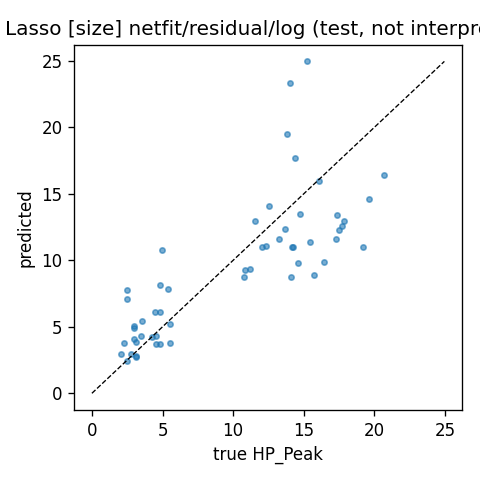 Lasso [size] netfit/residual/log (test, not interpre
25
20
15
10
5
0
predicted
0 5 10 15 20 25
true HP_Peak